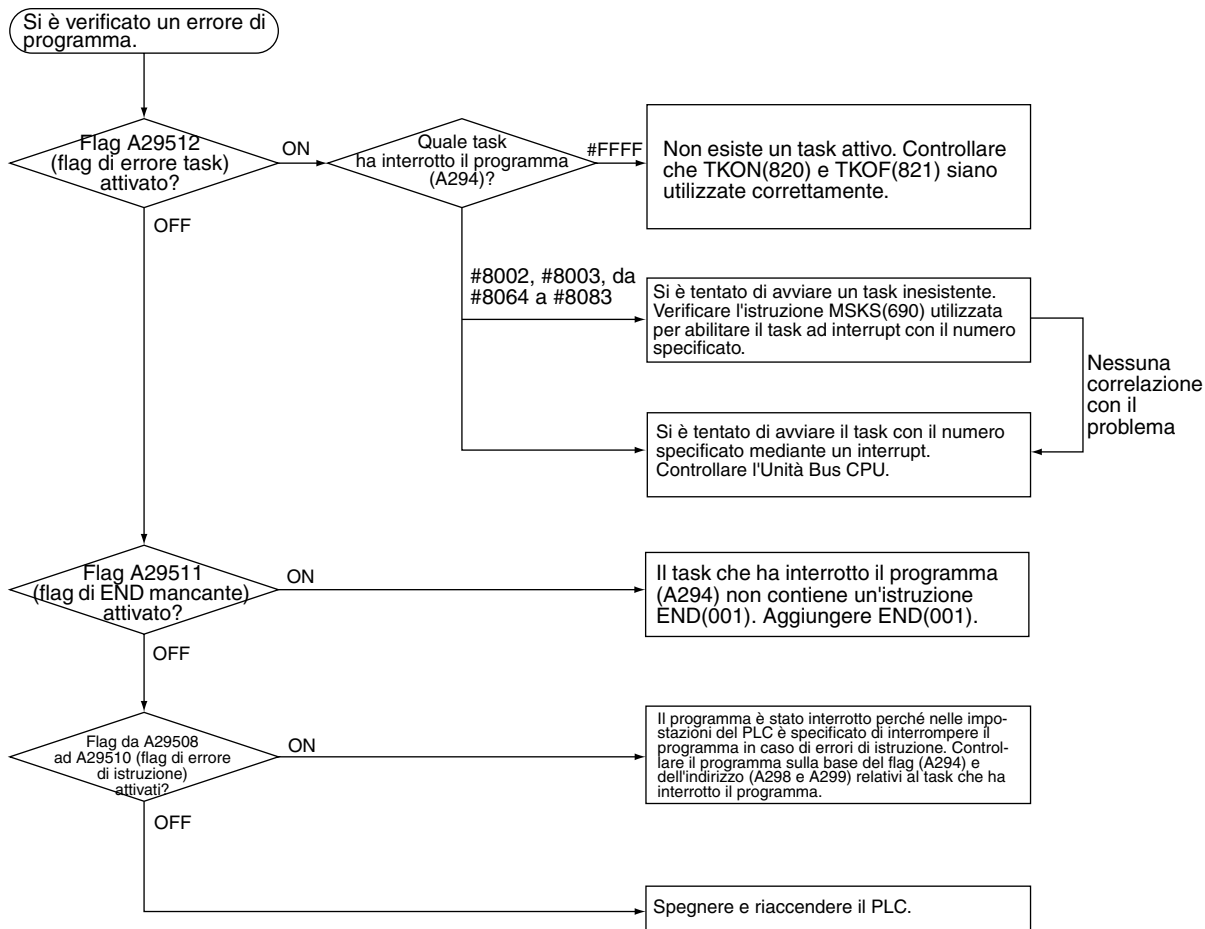 Si è verificato un errore di
programma.
Flag A29512
(flag di errore task)
attivato?
ON
Quale task
ha interrotto il programma
(A294)?
#FFFF
Non esiste un task attivo. Controllare
che TKON(820) e TKOF(821) siano
utilizzate correttamente.
OFF
#8002, #8003, da
#8064 a #8083
Si è tentato di avviare un task inesistente.
Verificare l'istruzione MSKS(690) utilizzata
per abilitare il task ad interrupt con il numero
specificato.
Nessuna
correlazione
con il
problema
Si è tentato di avviare il task con il numero
specificato mediante un interrupt.
Controllare l'Unità Bus CPU.
Flag A29511
(flag di END mancante)
attivato?
ON
Il task che ha interrotto il programma
(A294) non contiene un'istruzione
END(001). Aggiungere END(001).
OFF
Flag da A29508
ad A29510 (flag di errore
di istruzione)
attivati?
ON
Il programma è stato interrotto perché nelle impo-
stazioni del PLC è specificato di interrompere il
programma in caso di errori di istruzione. Control-
lare il programma sulla base del flag (A294) e
dell'indirizzo (A298 e A299) relativi al task che ha
interrotto il programma.
OFF
Spegnere e riaccendere il PLC.